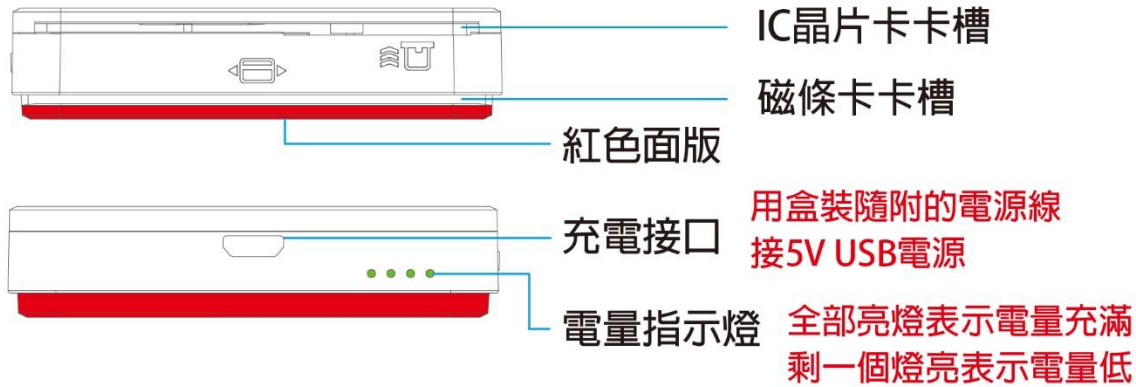 IC晶片卡卡槽
磁條卡卡槽
紅色面版
充電接口
用盒裝隨附的電源線
接5V USB電源
電量指示燈
全部亮燈表示電量充滿
剩一個燈亮表示電量低